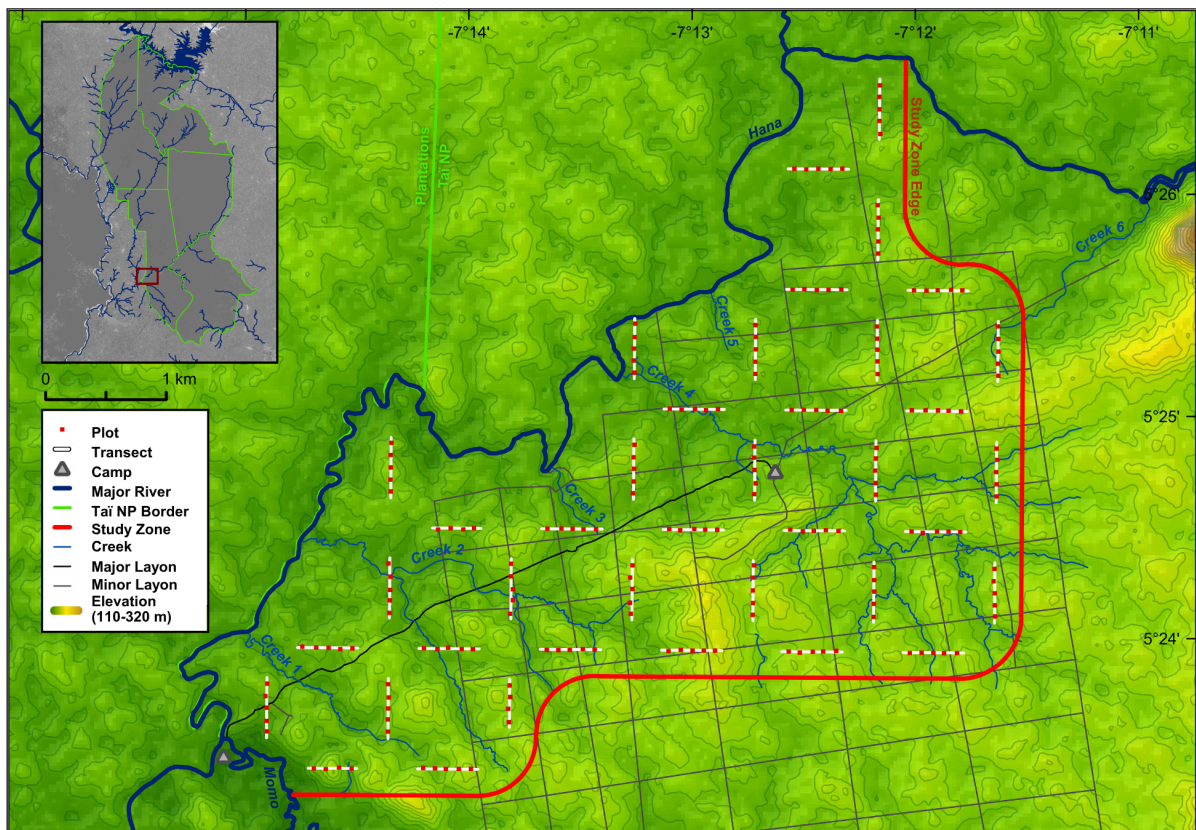 -7°14'
-7°13'
-7°12'
-7°11'
Hana
Study Zone Edge
Plantations
Taï NP
5°26'
Creek 6
Creek 5
0 1 km
Creek 4
5°25'
Plot
Transect
Camp
Major River
Taï NP Border
Study Zone
Creek
Major Layon
Minor Layon
Elevation
(110-320 m)
Creek 3
Creek 2
5°24'
Creek 1
Momo